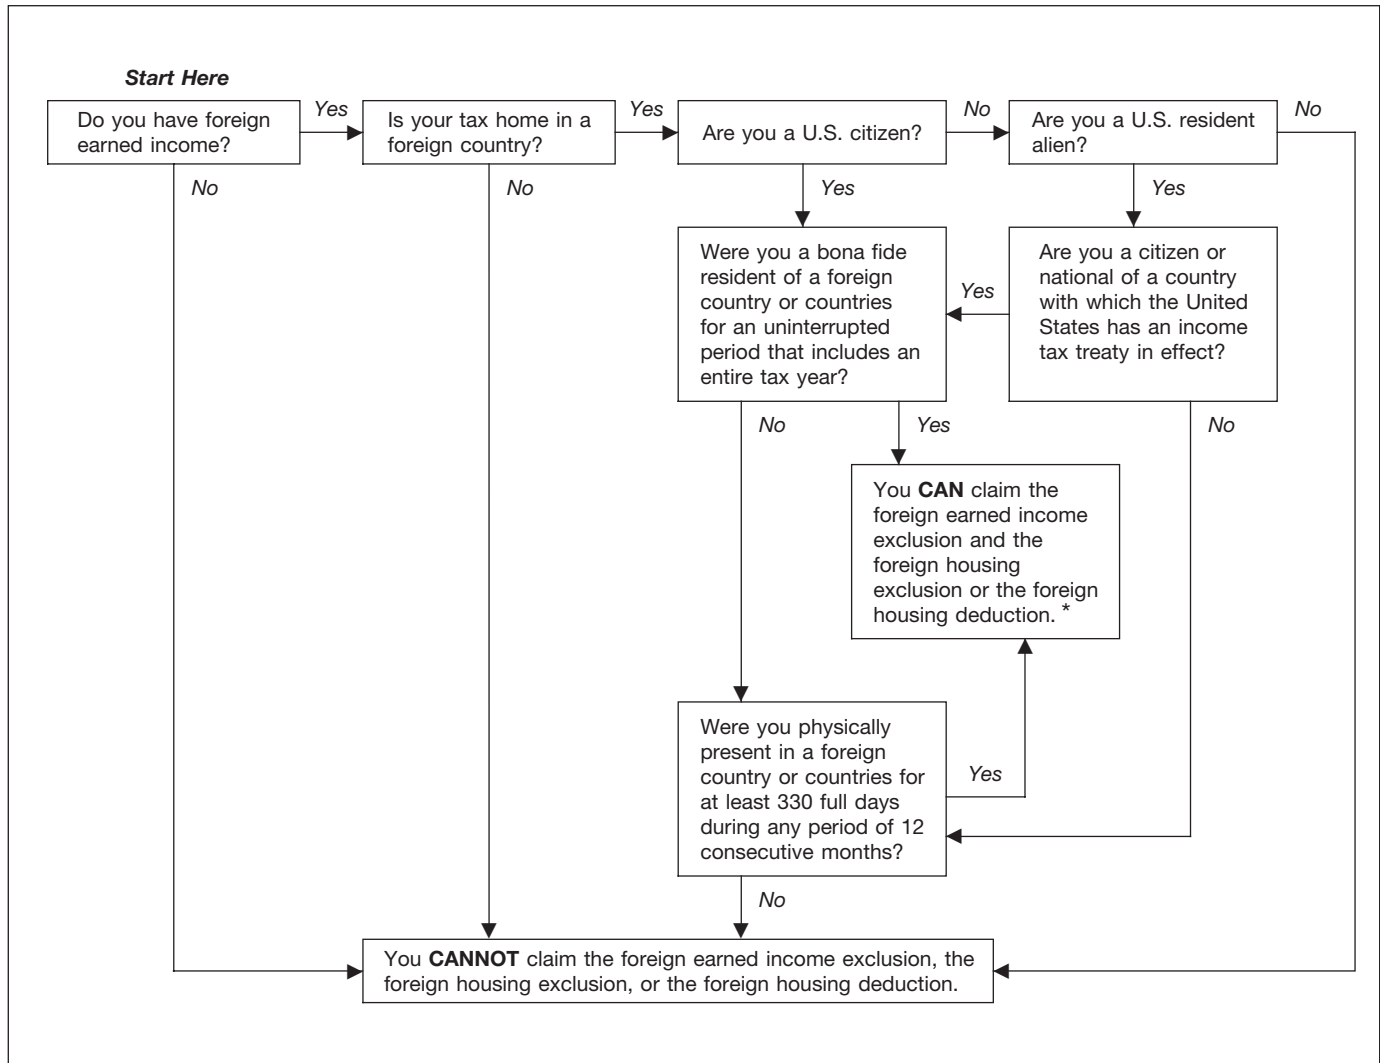 Start Here
Do you have foreign
earned income?
Yes
Is your tax home in a
foreign country?
Yes
Are you a U.S. citizen?
No
Are you a U.S. resident
alien?
No
No
No
Yes
Yes
Were you a bona fide
resident of a foreign
country or countries
for an uninterrupted
period that includes an
entire tax year?
Yes
Are you a citizen or
national of a country
with which the United
States has an income
tax treaty in effect?
No
Yes
No
You CAN claim the
foreign earned income
exclusion and the
foreign housing
exclusion or the foreign
housing deduction. *
Were you physically
present in a foreign
country or countries for
at least 330 full days
during any period of 12
consecutive months?
Yes
No
You CANNOT claim the foreign earned income exclusion, the
foreign housing exclusion, or the foreign housing deduction.